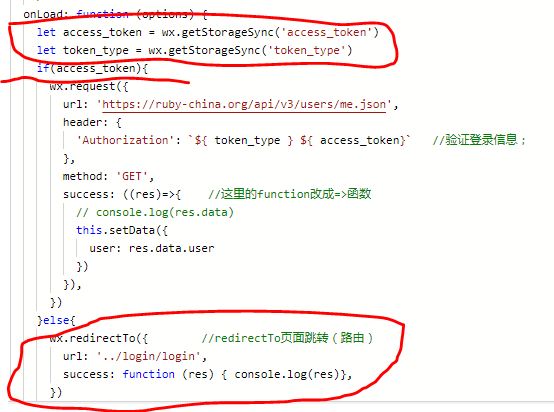 onLoad: function (options) {
let access_token = wx.getStorageSync('access_token')
let token_type = wx.getStorageSync('token_type')
if(access_token){
wx.request({
url: 'https://ruby-china.org/api/v3/users/me.json',
header: {
'Authorization': `${ token_type } ${ access_token}`   //验证登录信息；
},
method: 'GET',
success: ((res)=>{   //这里的function改成=>函数
// console.log(res.data)
this.setData({
user: res.data.user
})
}),
})
}else{
wx.redirectTo({       //redirectTo页面跳转（路由）
url: '../login/login',
success: function (res) { console.log(res)},
})